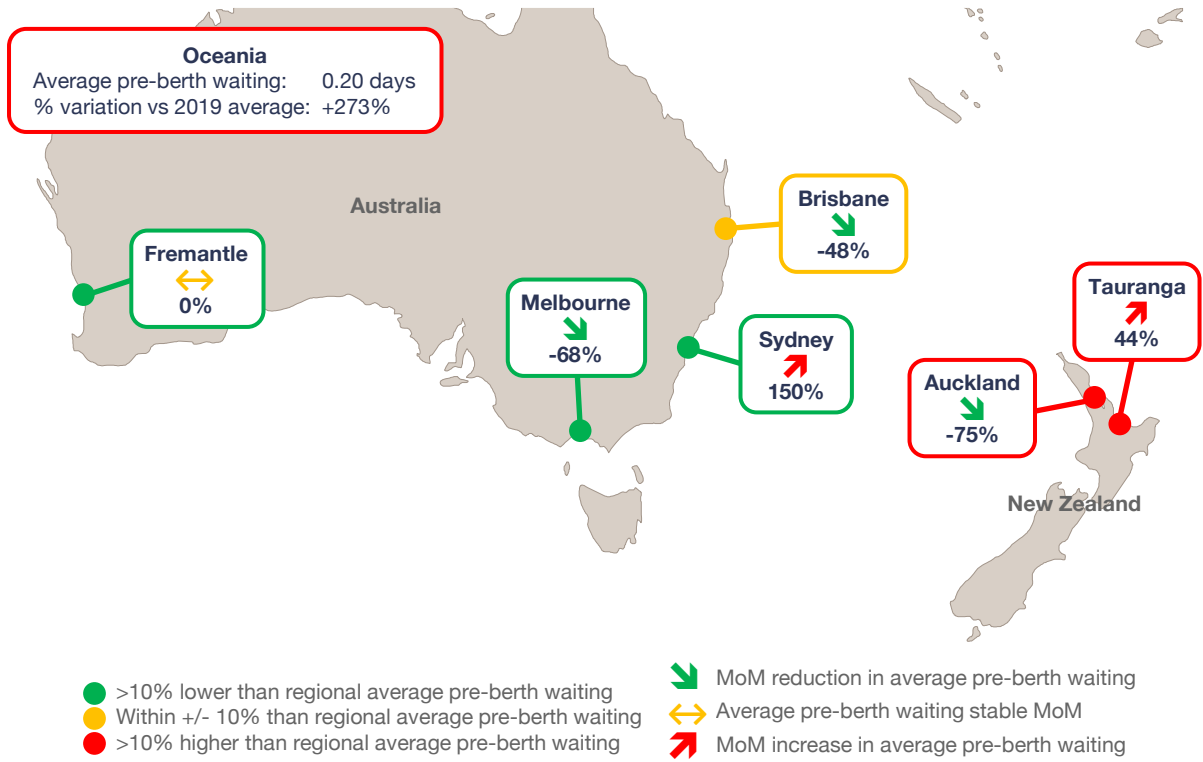 Oceania
Average pre-berth waiting: 0.20 days
% variation vs 2019 average: +273%
Australia
Brisbane
-48%
Fremantle
0%
Melbourne
-68%
Sydney
150%
Tauranga
44%
Auckland
-75%
New Zealand
>10% lower than regional average pre-berth waiting
Within +/- 10% than regional average pre-berth waiting
>10% higher than regional average pre-berth waiting
MoM reduction in average pre-berth waiting
Average pre-berth waiting stable MoM
MoM increase in average pre-berth waiting